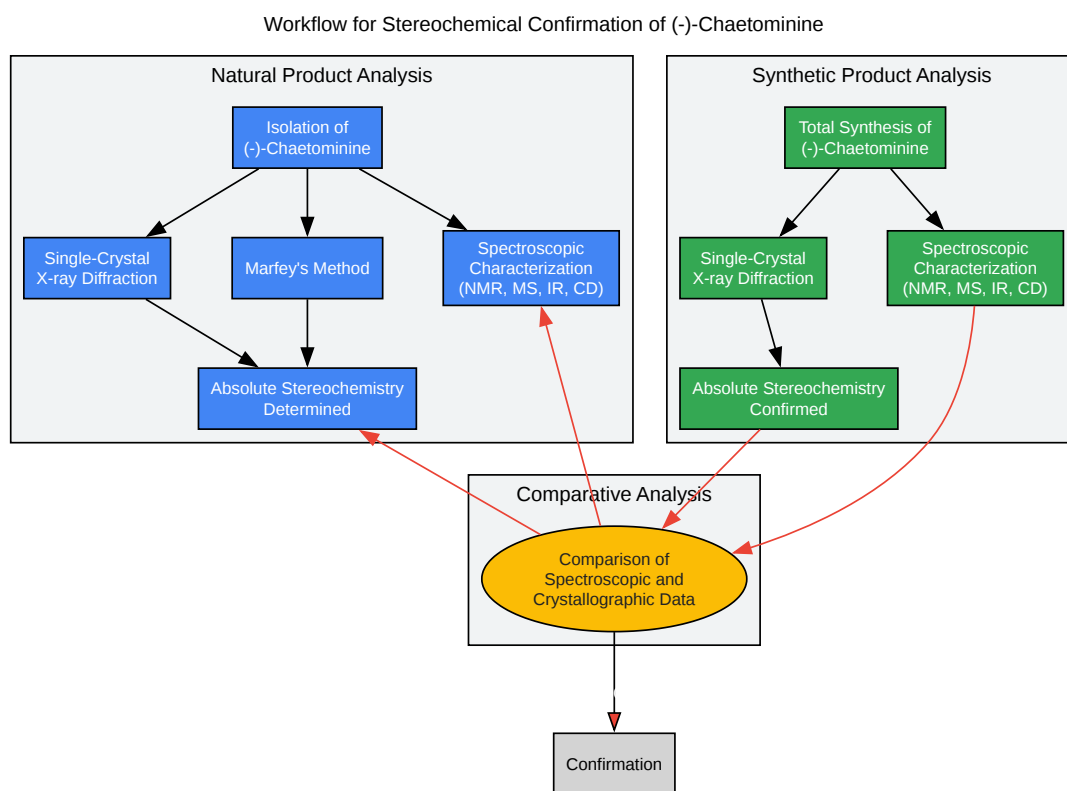 Workflow for Stereochemical Confirmation of (-)-Chaetominine
Natural Product Analysis
Isolation of
(-)-Chaetominine
Single-Crystal
X-ray Diffraction
Marfey's Method
Spectroscopic
Characterization
(NMR, MS, IR, CD)
Absolute Stereochemistry
Determined
Synthetic Product Analysis
Total Synthesis of
(-)-Chaetominine
Single-Crystal
X-ray Diffraction
Spectroscopic
Characterization
(NMR, MS, IR, CD)
Absolute Stereochemistry
Confirmed
Comparative Analysis
Comparison of
Spectroscopic and
Crystallographic Data
Confirmation